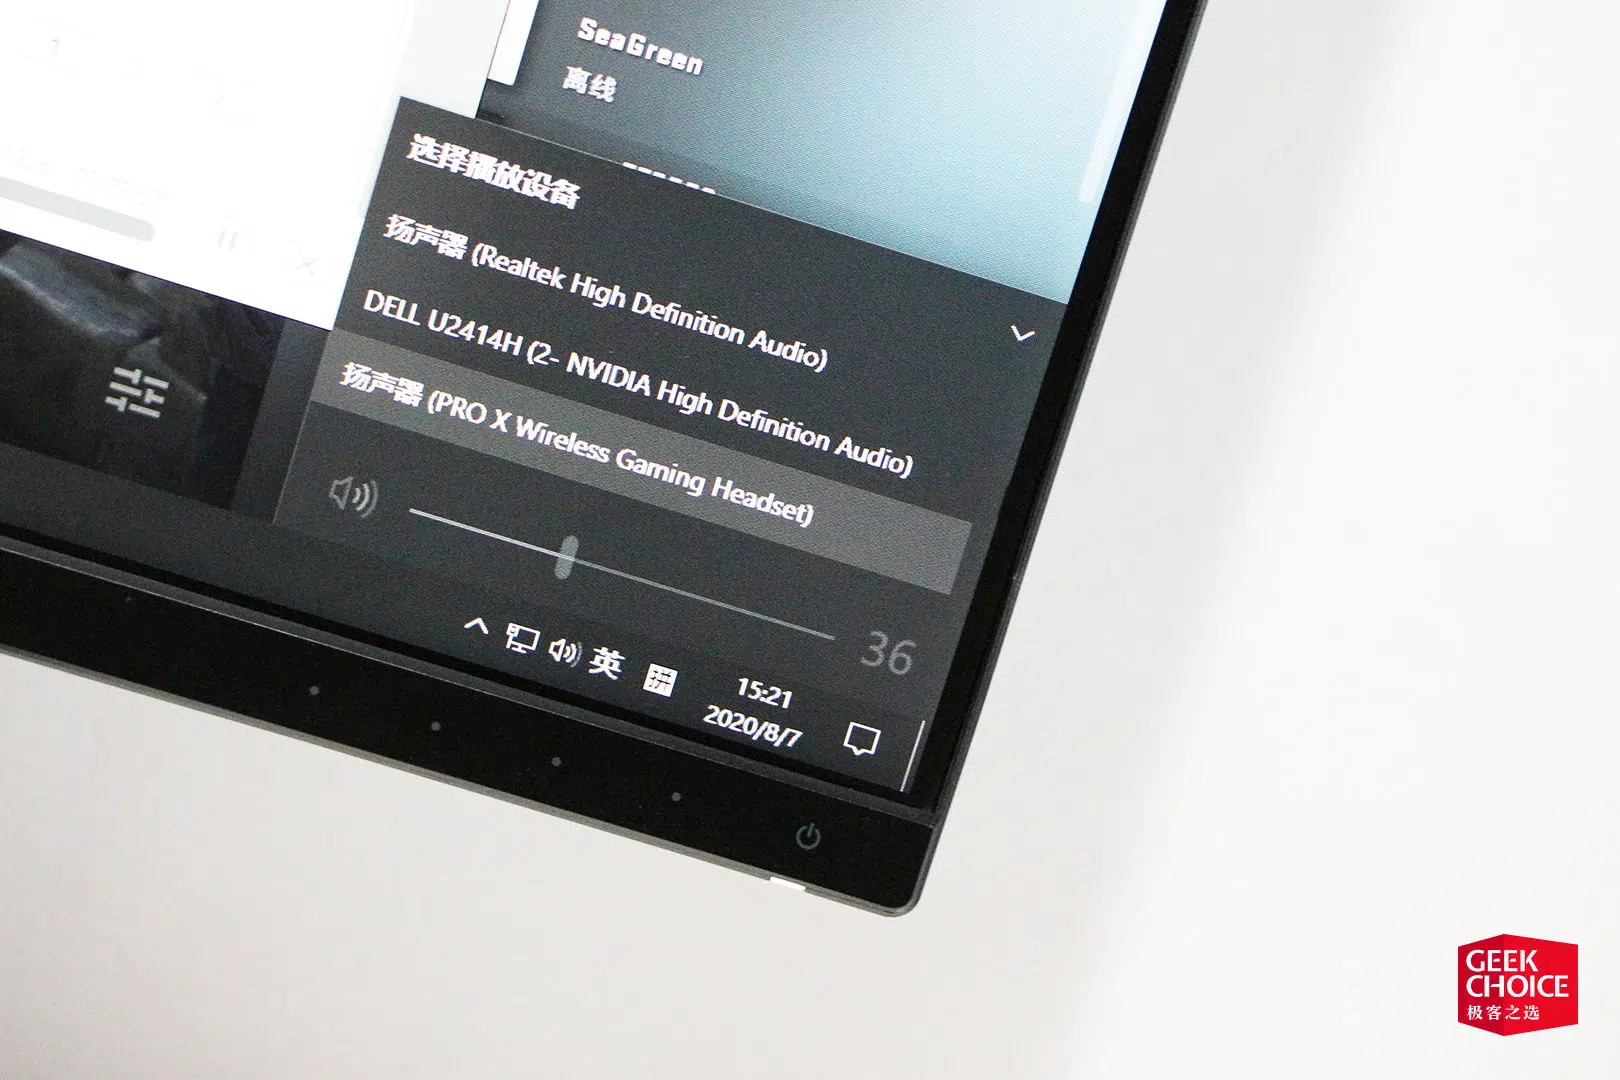 SeaGreen
离线
选择播放设备
扬声器 (Realtek High Definition Audio)
DELL U2414H (2- NVIDIA High Definition Audio)
扬声器 (PRO X Wireless Gaming Headset)
36
英
拼
15:21
2020/8/7
GEEK
CHOICE
极客之选